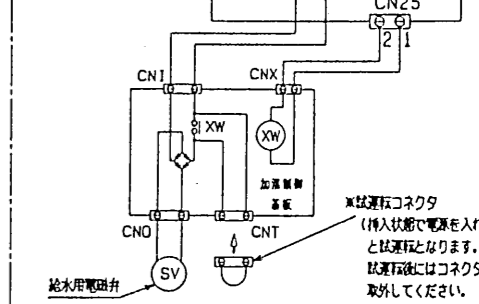 CN25
2 1
CNI
CNX
XW
XW
加湿制御
基板
CNO
CNT
※試運転コネクタ
(挿入状態で電源を入れ
と試運転となります。
試運転後にはコネクタ
取外してください。
給水用電磁弁
SV